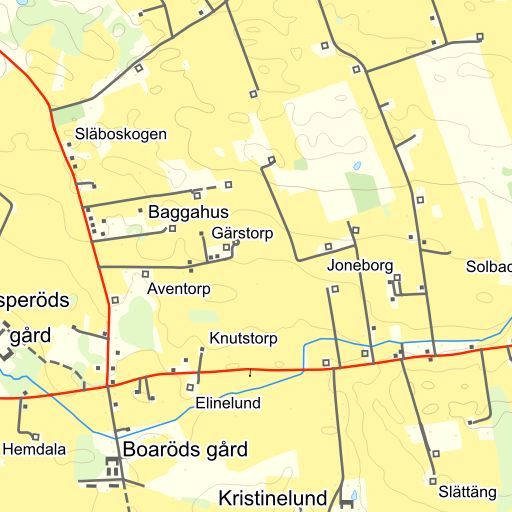 Släboskogen
Baggahus
Gärstorp
Joneborg
Solbac
Aventorp
speröds
gård
Knutstorp
Elinelund
Hemdala
Boaröds gård
Kristinelund
Slättäng